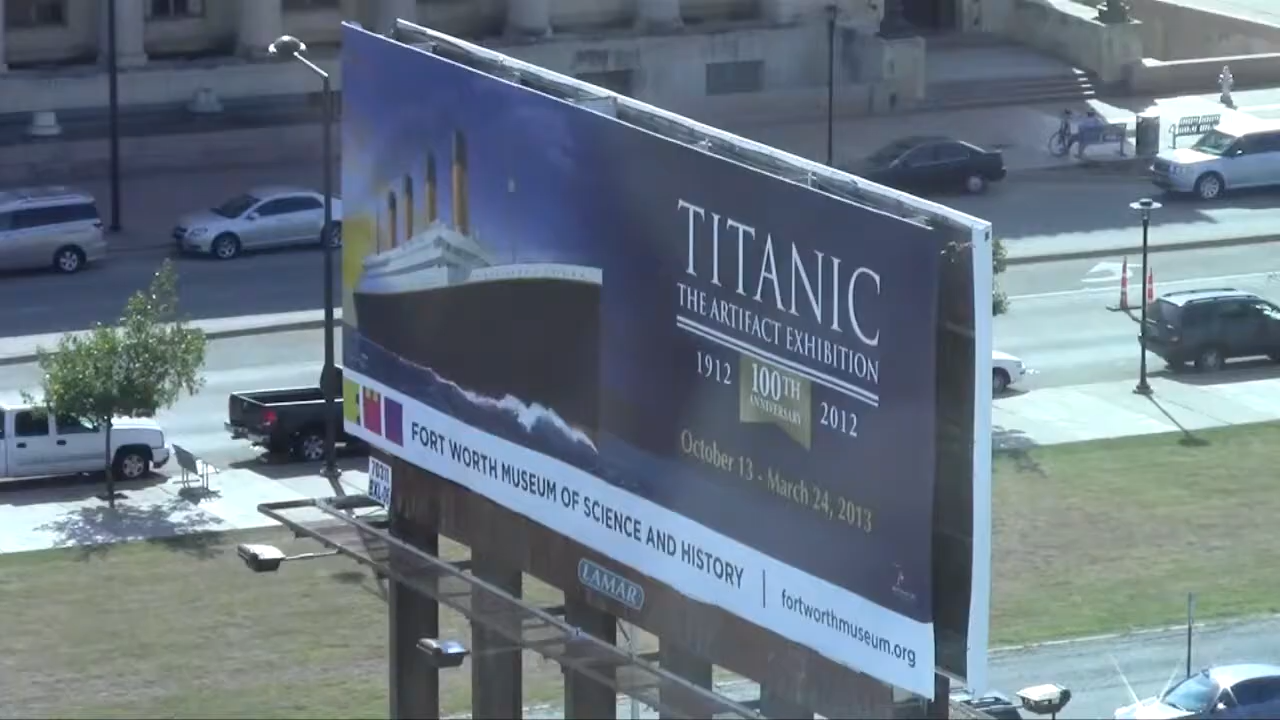 TITANIC
THE ARTIFACT EXHIBITION
1912 100TH ANNIVERSARY 2012
October 13 - March 24, 2013
FORT WORTH MUSEUM OF SCIENCE AND HISTORY | fortworthmuseum.org
LAMAR